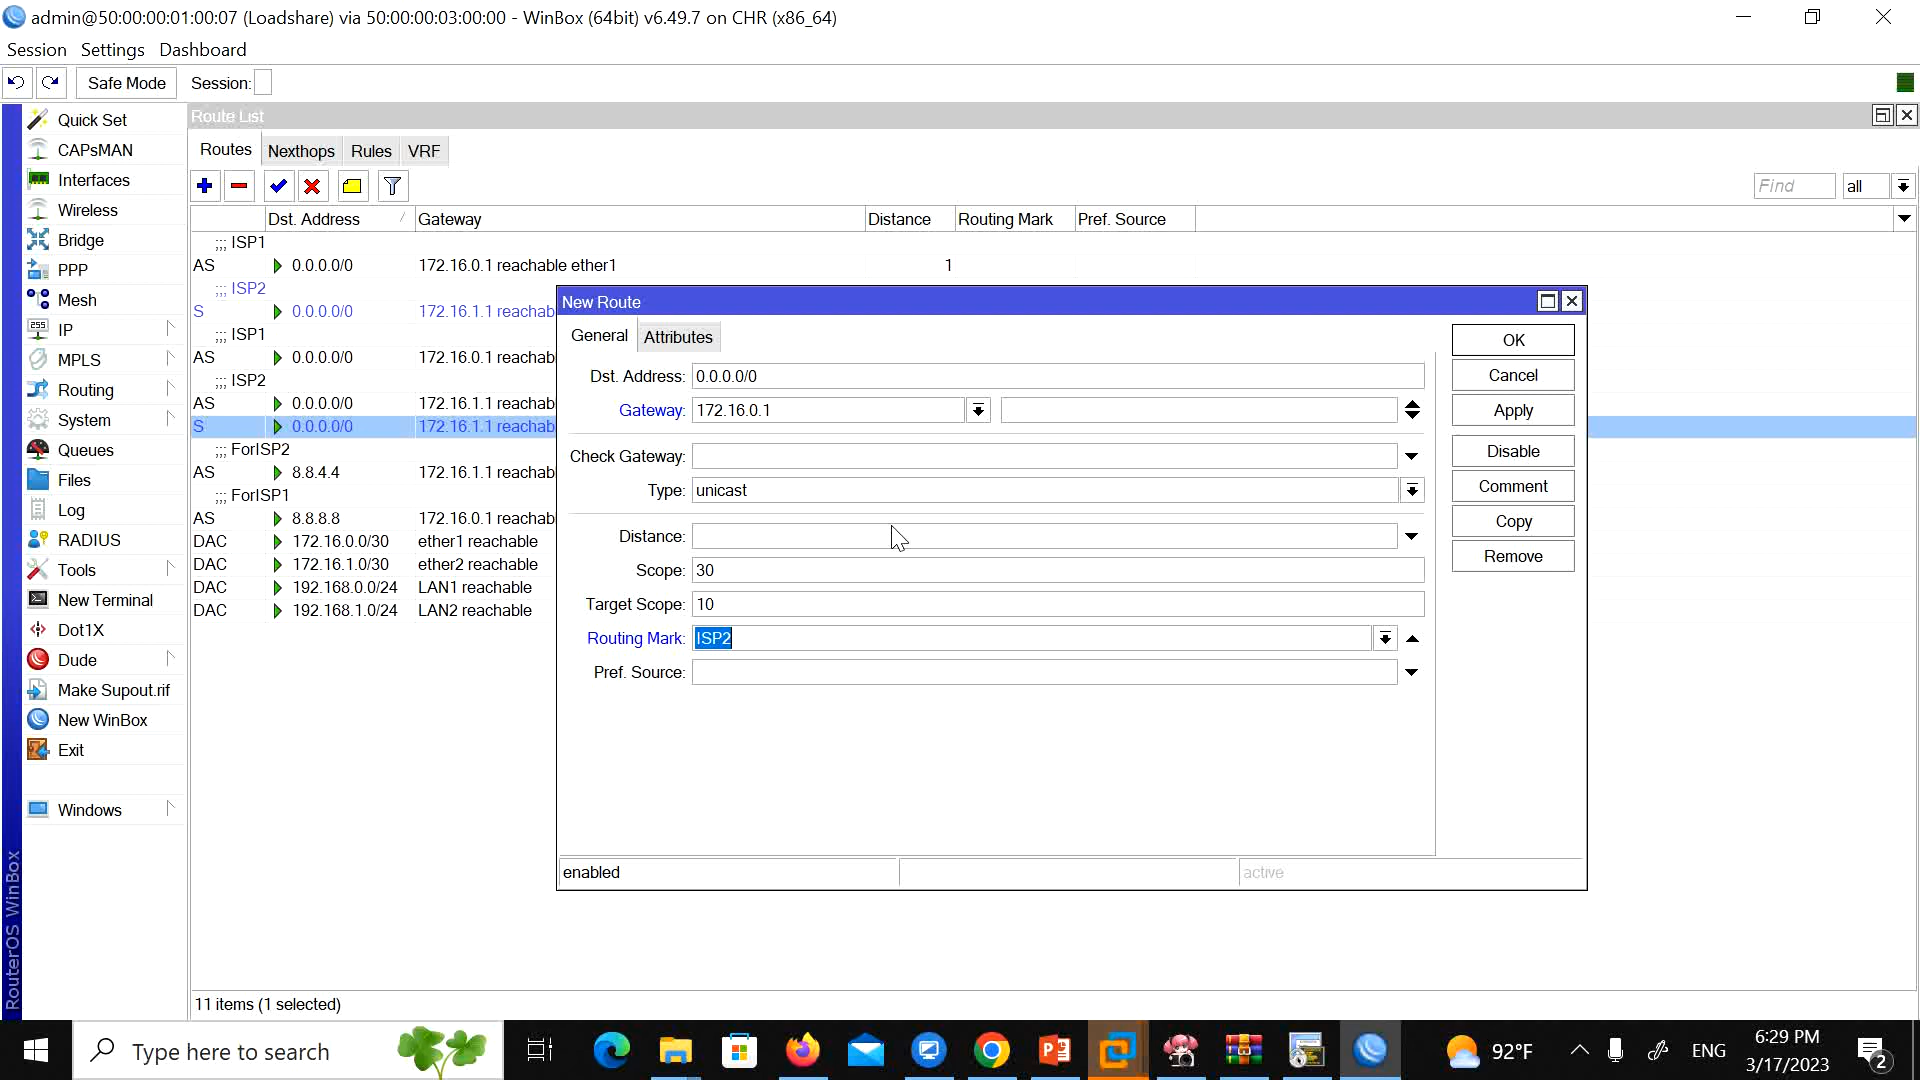 admin@50:00:00:01:00:07 (Loadshare) via 50:00:00:03:00:00 - WinBox (64bit) v6.49.7 on CHR (x86_64)
Session Settings Dashboard
Safe Mode Session:
Quick Set
CAPsMAN
Interfaces
Wireless
Bridge
PPP
Mesh
IP
MPLS
Routing
System
Queues
Files
Log
RADIUS
Tools
New Terminal
Dot1X
Dude
Make Supout.rif
New WinBox
Exit
Windows
RouterOS WinBox
Route List
Routes Nexthops Rules VRF
Find all
Dst. Address Gateway Distance Routing Mark Pref. Source
;;; ISP1
AS 0.0.0.0/0 172.16.0.1 reachable ether1 1
;;; ISP2
S 0.0.0.0/0 172.16.1.1 reachab
;;; ISP1
AS 0.0.0.0/0 172.16.0.1 reachab
;;; ISP2
AS 0.0.0.0/0 172.16.1.1 reachab
S 0.0.0.0/0 172.16.1.1 reachab
;;; ForISP2
AS 8.8.4.4 172.16.1.1 reachab
;;; ForISP1
AS 8.8.8.8 172.16.0.1 reachab
DAC 172.16.0.0/30 ether1 reachable
DAC 172.16.1.0/30 ether2 reachable
DAC 192.168.0.0/24 LAN1 reachable
DAC 192.168.1.0/24 LAN2 reachable
11 items (1 selected)
New Route
General Attributes
Dst. Address: 0.0.0.0/0
Gateway: 172.16.0.1
Check Gateway:
Type: unicast
Distance:
Scope: 30
Target Scope: 10
Routing Mark: ISP2
Pref. Source:
OK
Cancel
Apply
Disable
Comment
Copy
Remove
enabled active
Type here to search
92°F
ENG
6:29 PM
3/17/2023
2